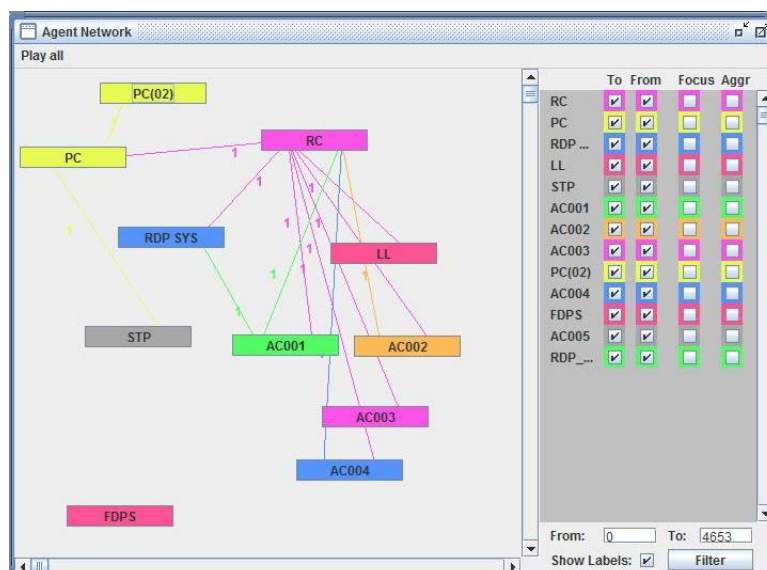 Agent Network
Play all
To From Focus Aggr
PC(02)
RC
PC
RDP SYS
LL
STP
AC001
AC002
AC003
AC004
FDPS
1
1
1
1
1
1
1
1
1
1
1
1
RC
PC
RDP ...
LL
STP
AC001
AC002
AC003
PC(02)
AC004
FDPS
AC005
RDP_...
From: 0 To: 4653
Show Labels: Filter